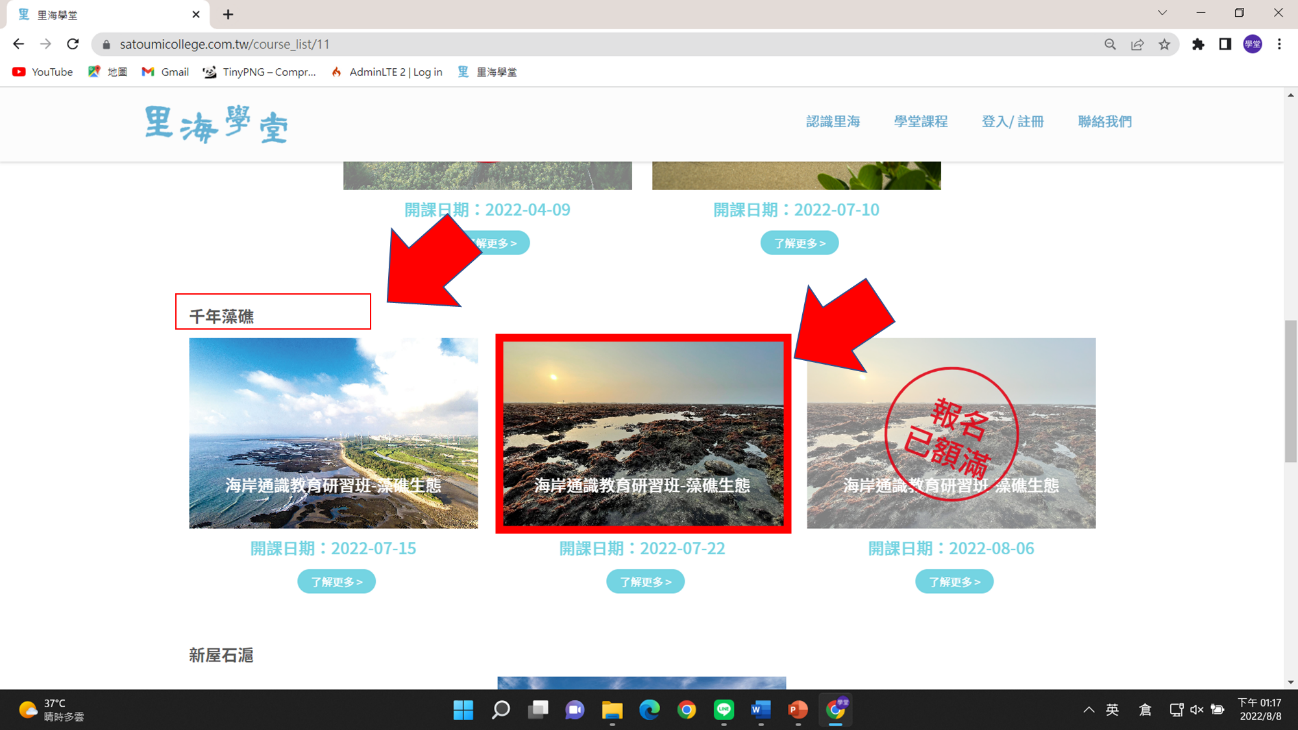 里海學堂
satoumicollege.com.tw/course_list/11
學堂
YouTube
地圖
Gmail
TinyPNG – Compr...
AdminLTE 2 | Log in
里海學堂
里海學堂
認識里海
學堂課程
登入/ 註冊
聯絡我們
開課日期：2022-04-09
開課日期：2022-07-10
解更多 >
了解更多 >
千年藻礁
海岸通識教育研習班-藻礁生態
海岸通識教育研習班-藻礁生態
報名
已額滿
海岸通識教育研習班-藻礁生態
開課日期：2022-07-15
開課日期：2022-07-22
開課日期：2022-08-06
了解更多 >
了解更多 >
了解更多 >
新屋石滬
37°C
晴時多雲
英
倉
下午 01:17
2022/8/8